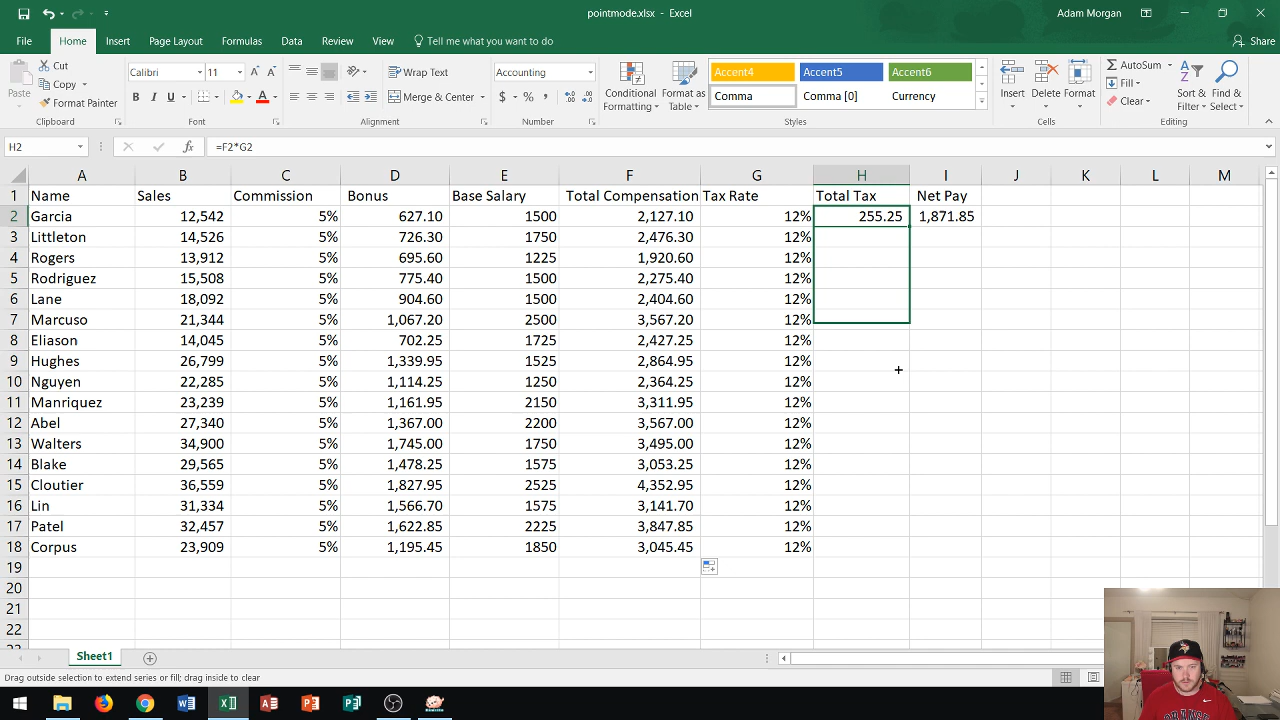 pointmode.xlsx - Excel
Adam Morgan
File Home Insert Page Layout Formulas Data Review View Tell me what you want to do Share
Paste Cut Copy Format Painter Clipboard
Calibri 11 B I U A Font
Wrap Text Merge & Center Alignment
Accounting $ % , Number
Conditional Formatting Format as Table
Accent4 Accent5 Accent6
Comma Comma [0] Currency
Styles
Insert Delete Format Cells
AutoSum Fill Clear Sort & Filter Find & Select Editing
H2 fx =F2*G2
A B C D E F G H I J K L M
1 Name Sales Commission Bonus Base Salary Total Compensation Tax Rate Total Tax Net Pay
2 Garcia 12,542 5% 627.10 1500 2,127.10 12% 255.25 1,871.85
3 Littleton 14,526 5% 726.30 1750 2,476.30 12%
4 Rogers 13,912 5% 695.60 1225 1,920.60 12%
5 Rodriguez 15,508 5% 775.40 1500 2,275.40 12%
6 Lane 18,092 5% 904.60 1500 2,404.60 12%
7 Marcuso 21,344 5% 1,067.20 2500 3,567.20 12%
8 Eliason 14,045 5% 702.25 1725 2,427.25 12%
9 Hughes 26,799 5% 1,339.95 1525 2,864.95 12%
10 Nguyen 22,285 5% 1,114.25 1250 2,364.25 12%
11 Manriquez 23,239 5% 1,161.95 2150 3,311.95 12%
12 Abel 27,340 5% 1,367.00 2200 3,567.00 12%
13 Walters 34,900 5% 1,745.00 1750 3,495.00 12%
14 Blake 29,565 5% 1,478.25 1575 3,053.25 12%
15 Cloutier 36,559 5% 1,827.95 2525 4,352.95 12%
16 Lin 31,334 5% 1,566.70 1575 3,141.70 12%
17 Patel 32,457 5% 1,622.85 2225 3,847.85 12%
18 Corpus 23,909 5% 1,195.45 1850 3,045.45 12%
19
20
21
22
Sheet1
Drag outside selection to extend series or fill; drag inside to clear